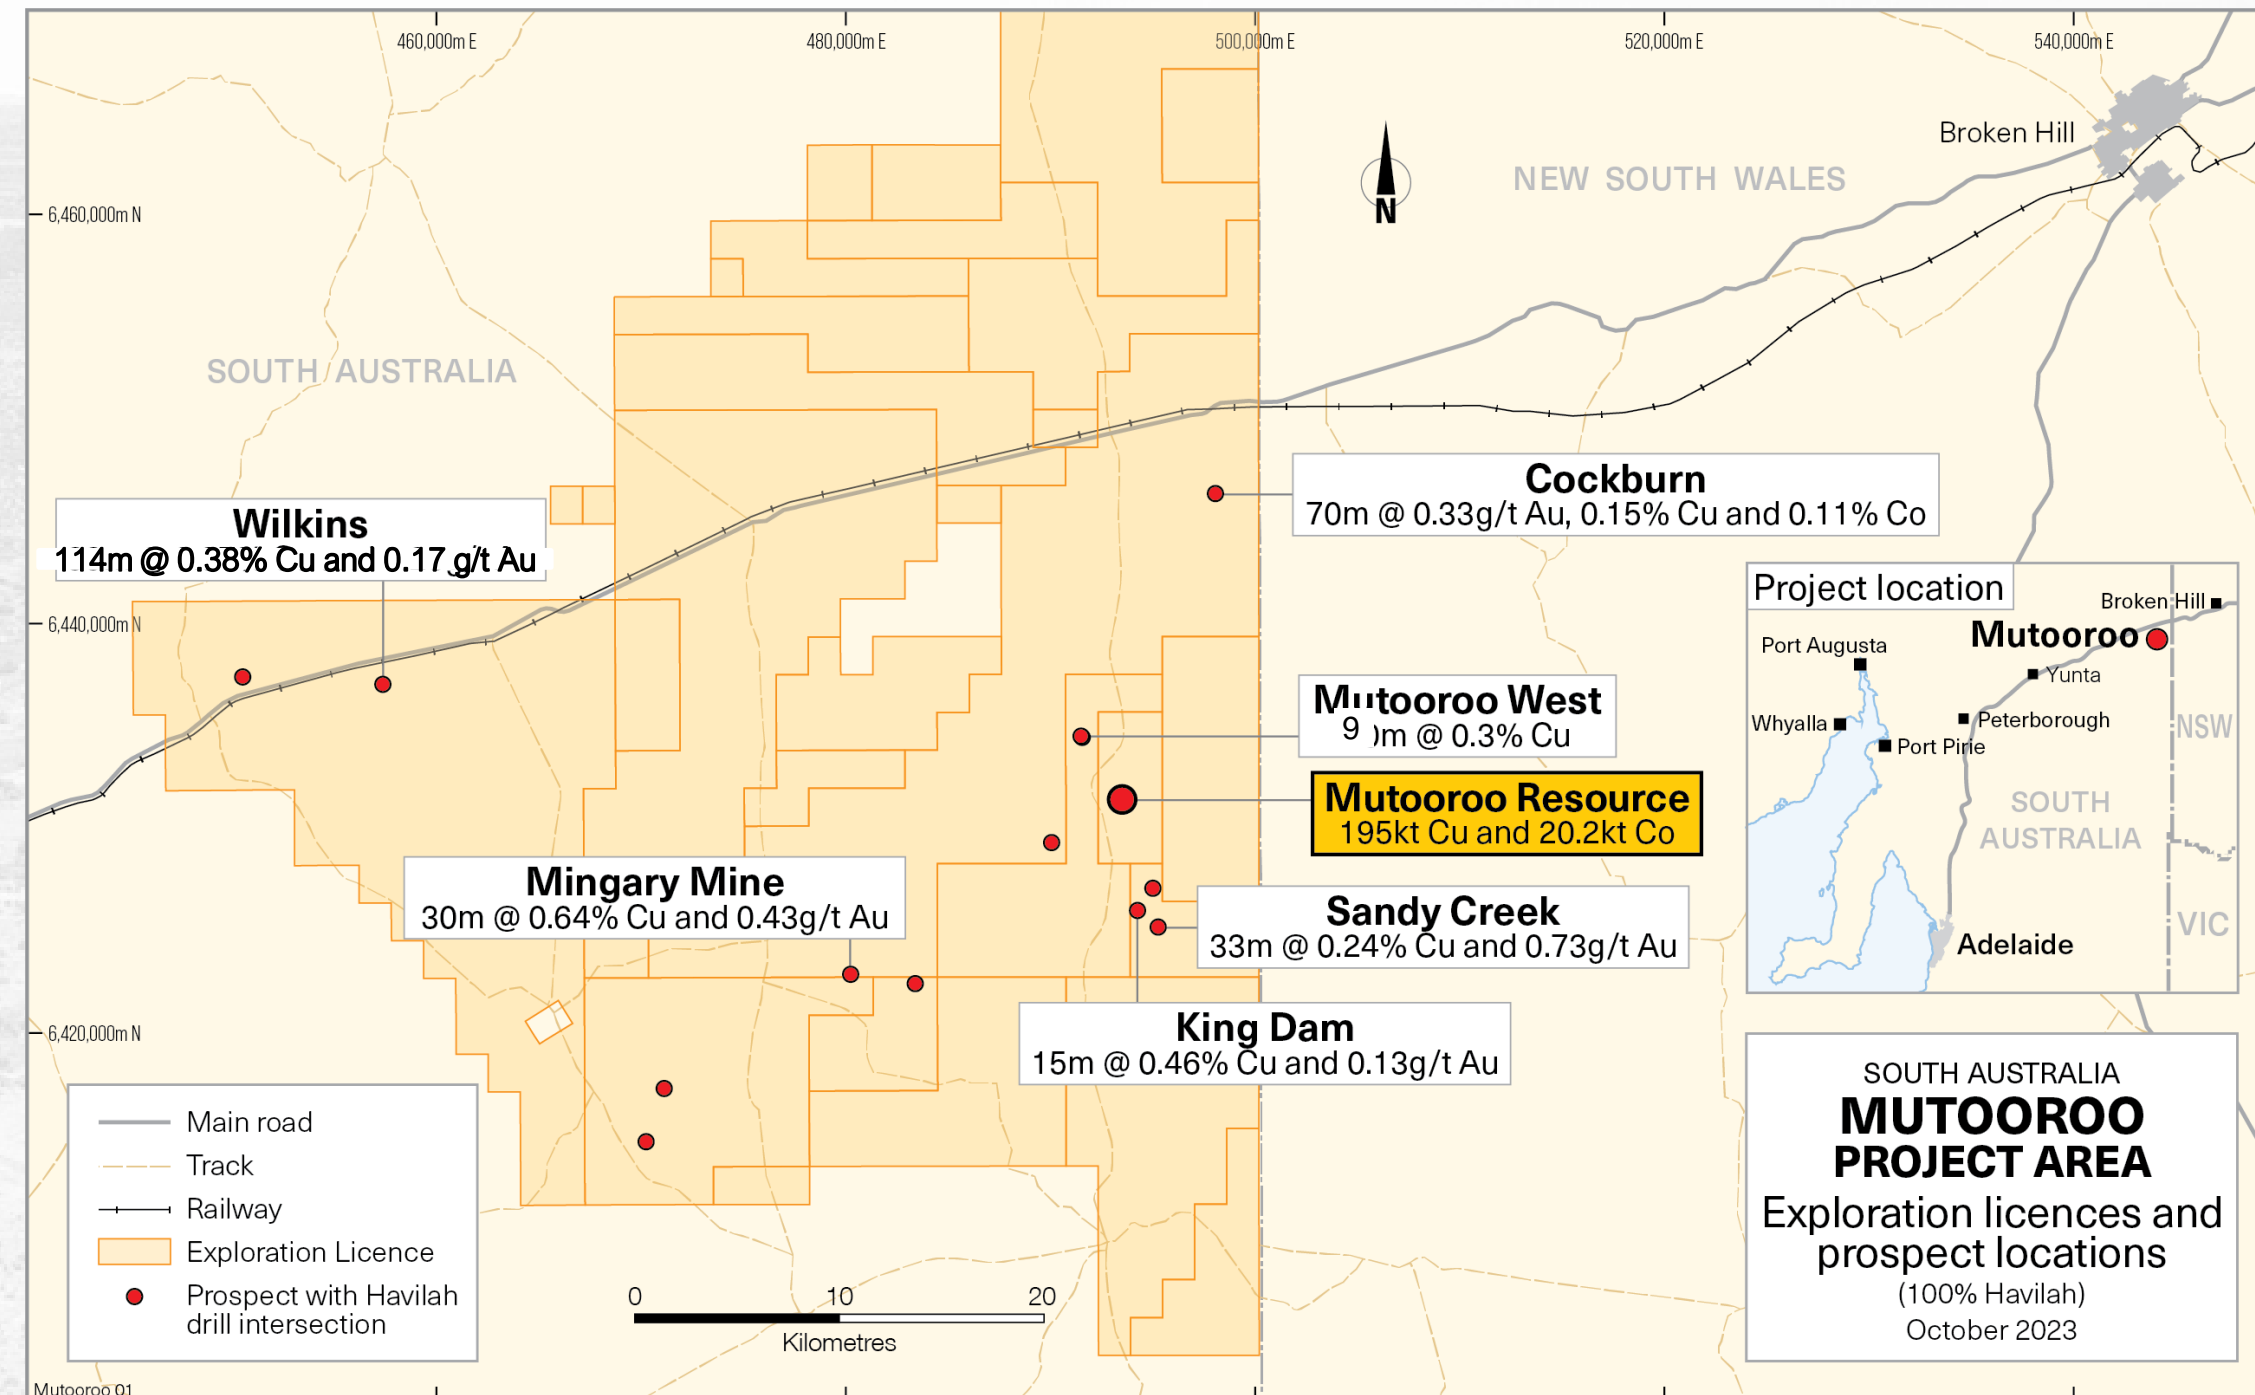 460,000m E
480,000m E
500,000m E
520,000m E
540,000m E
Broken Hill
NEW SOUTH WALES
N
6,460,000m N
SOUTH AUSTRALIA
Cockburn
70m @ 0.33g/t Au, 0.15% Cu and 0.11% Co
Wilkins
114m @ 0.38% Cu and 0.17 g/t Au
6,440,000m N
Mutooroo West
9 0m @ 0.3% Cu
Mutooroo Resource
195kt Cu and 20.2kt Co
Mingary Mine
30m @ 0.64% Cu and 0.43g/t Au
Sandy Creek
33m @ 0.24% Cu and 0.73g/t Au
King Dam
15m @ 0.46% Cu and 0.13g/t Au
6,420,000m N
Project location
Broken Hill
Mutooroo
Port Augusta
Yunta
Whyalla
Peterborough
NSW
Port Pirie
SOUTH
AUSTRALIA
VIC
Adelaide
Main road
Track
Railway
Exploration Licence
Prospect with Havilah
drill intersection
0 10 20
Kilometres
SOUTH AUSTRALIA
MUTOOROO
PROJECT AREA
Exploration licences and
prospect locations
(100% Havilah)
October 2023
Mutooroo 01